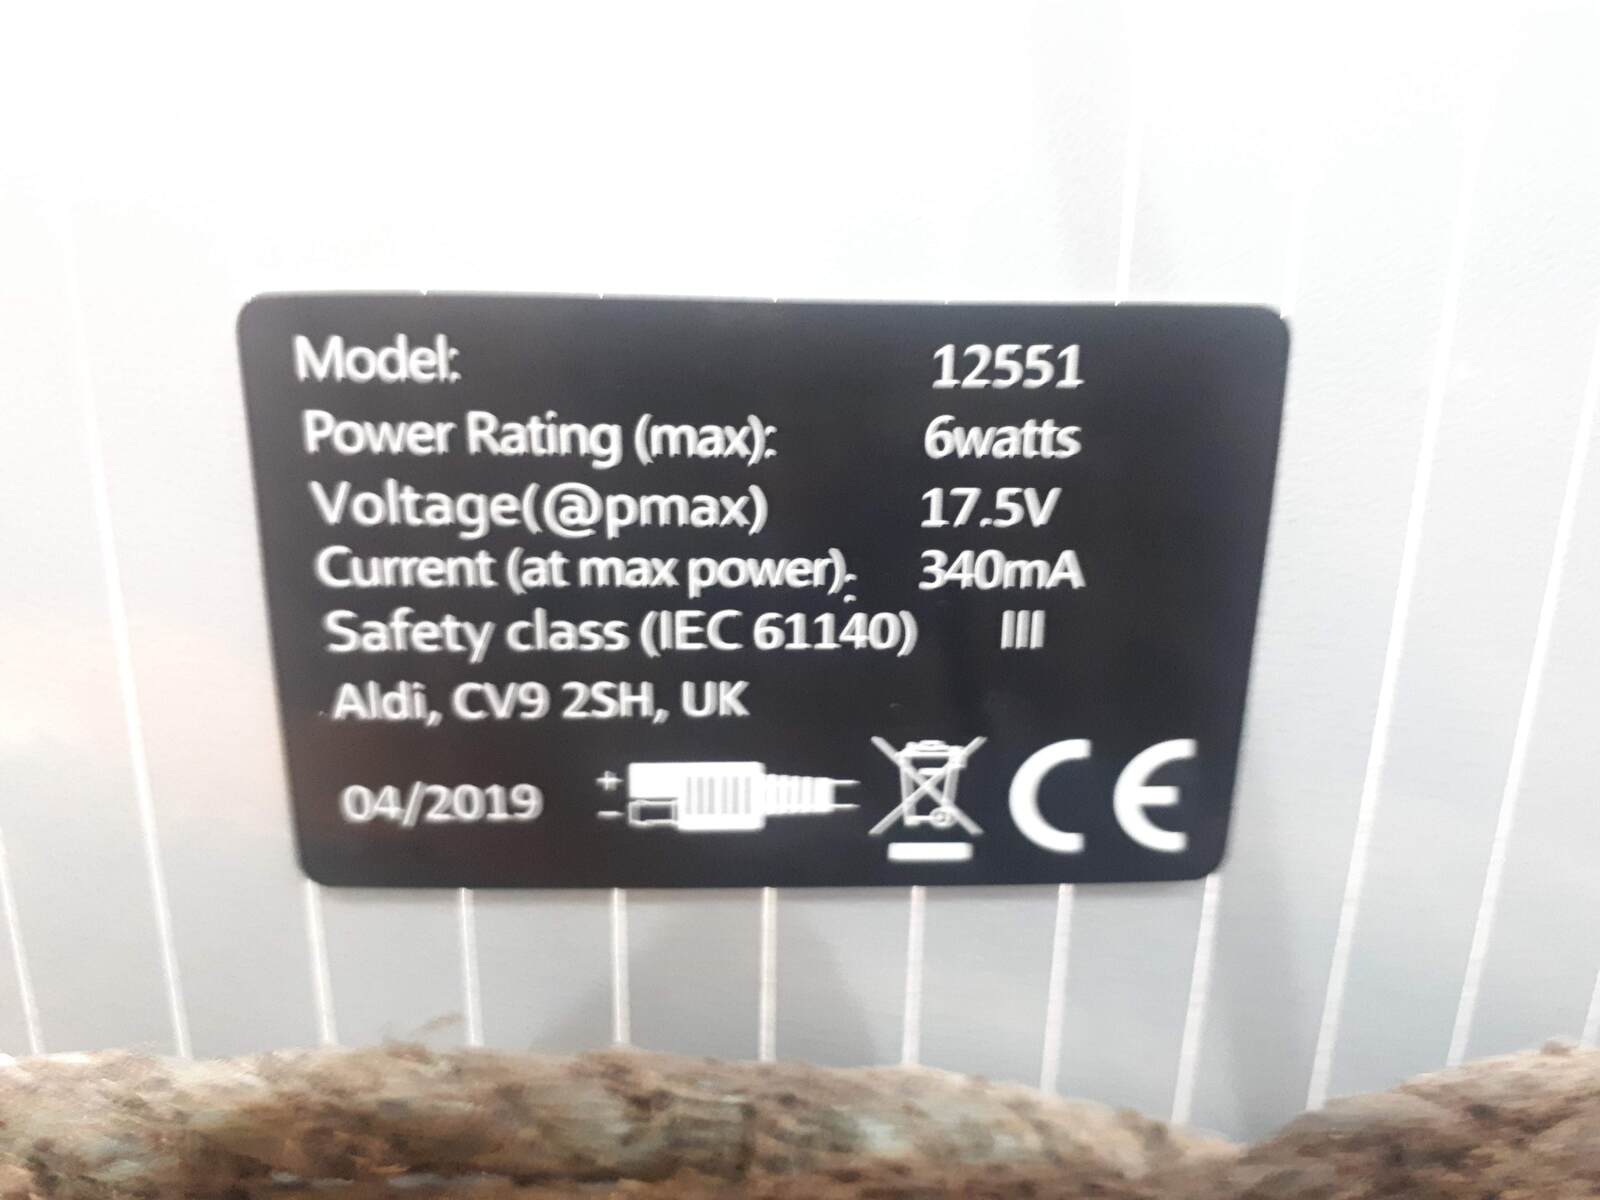 Model: 12551
Power Rating (max): 6watts
Voltage(@pmax) 17.5V
Current (at max power): 340mA
Safety class (IEC 61140) III
Aldi, CV9 2SH, UK
04/2019 + - CE